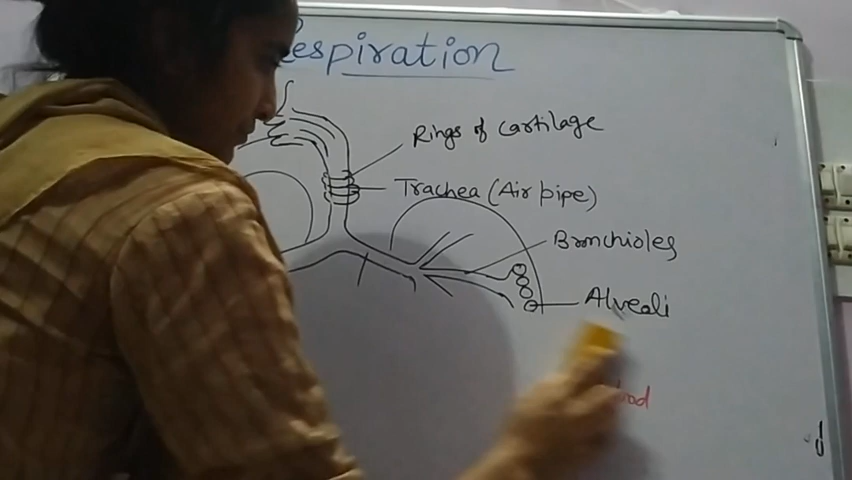 espiration
Rings of cartilage
Trachea (Air pipe)
Bronchioles
Alveoli